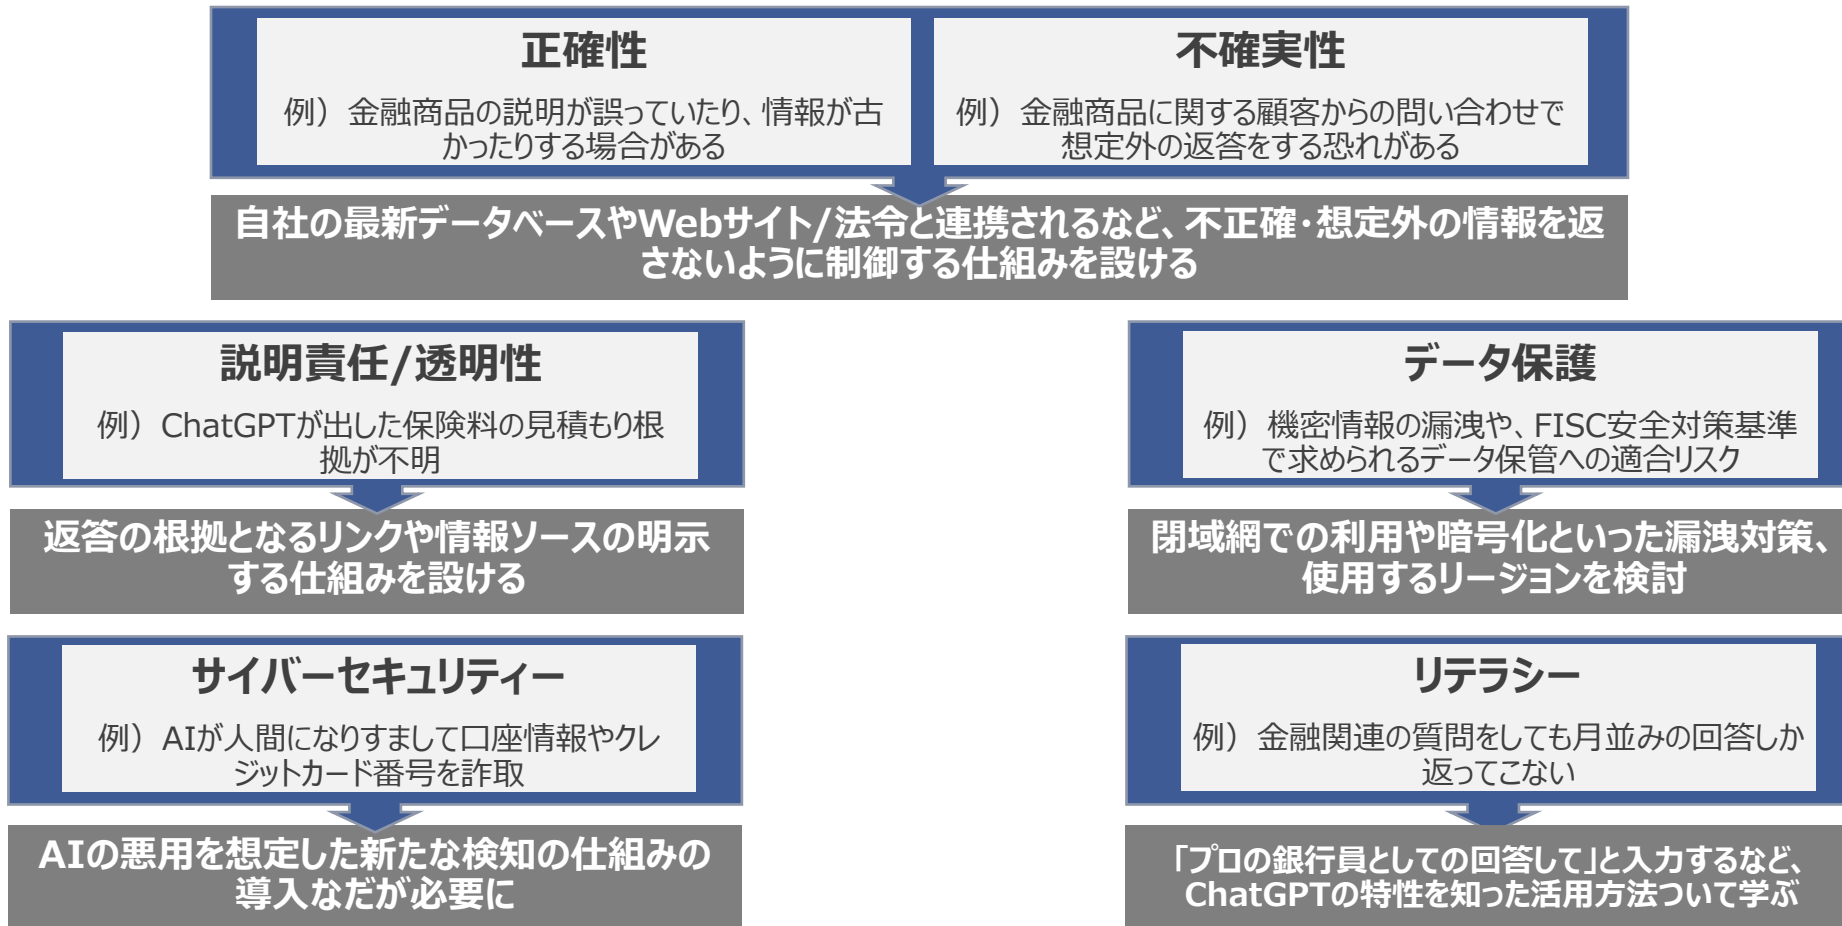 正確性
例）金融商品の説明が誤っていたり、情報が古
かったりする場合がある
不確実性
例）金融商品に関する顧客からの問い合わせで
想定外の返答をする恐れがある
自社の最新データベースやWebサイト/法令と連携されるなど、不正確・想定外の情報を返
さないように制御する仕組みを設ける
説明責任/透明性
例）ChatGPTが出した保険料の見積もり根
拠が不明
返答の根拠となるリンクや情報ソースの明示
する仕組みを設ける
データ保護
例）機密情報の漏洩や、FISC安全対策基準
で求められるデータ保管への適合リスク
閉域網での利用や暗号化といった漏洩対策、
使用するリージョンを検討
サイバーセキュリティー
例）AIが人間になりすまして口座情報やクレ
ジットカード番号を詐取
AIの悪用を想定した新たな検知の仕組みの
導入なだが必要に
リテラシー
例）金融関連の質問をしても月並みの回答しか
返ってこない
「プロの銀行員としての回答して」と入力するなど、
ChatGPTの特性を知った活用方法ついて学ぶ